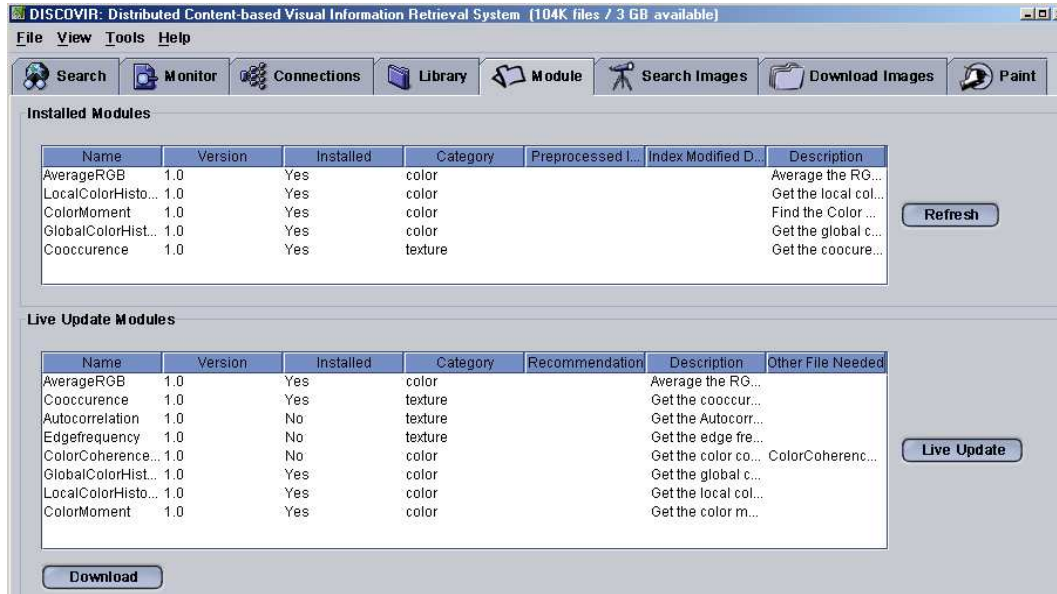 DISCOVIR: Distributed Content-based Visual Information Retrieval System (104K files / 3 GB available)
File View Tools Help
Search Monitor Connections Library Module Search Images Download Images Paint
Installed Modules
Name Version Installed Category Preprocessed I... Index Modified D... Description
AverageRGB 1.0 Yes color Average the RG...
LocalColorHisto... 1.0 Yes color Get the local col...
ColorMoment 1.0 Yes color Find the Color ...
GlobalColorHist... 1.0 Yes color Get the global c...
Cooccurence 1.0 Yes texture Get the coocure...
Refresh
Live Update Modules
Name Version Installed Category Recommendation Description Other File Needed
AverageRGB 1.0 Yes color Average the RG...
Cooccurence 1.0 Yes texture Get the cooccur...
Autocorrelation 1.0 No texture Get the Autocorr...
Edgefrequency 1.0 No texture Get the edge fre...
ColorCoherence... 1.0 No color Get the color co... ColorCoherenc...
GlobalColorHist... 1.0 Yes color Get the global c...
LocalColorHisto... 1.0 Yes color Get the local col...
ColorMoment 1.0 Yes color Get the color m...
Live Update
Download